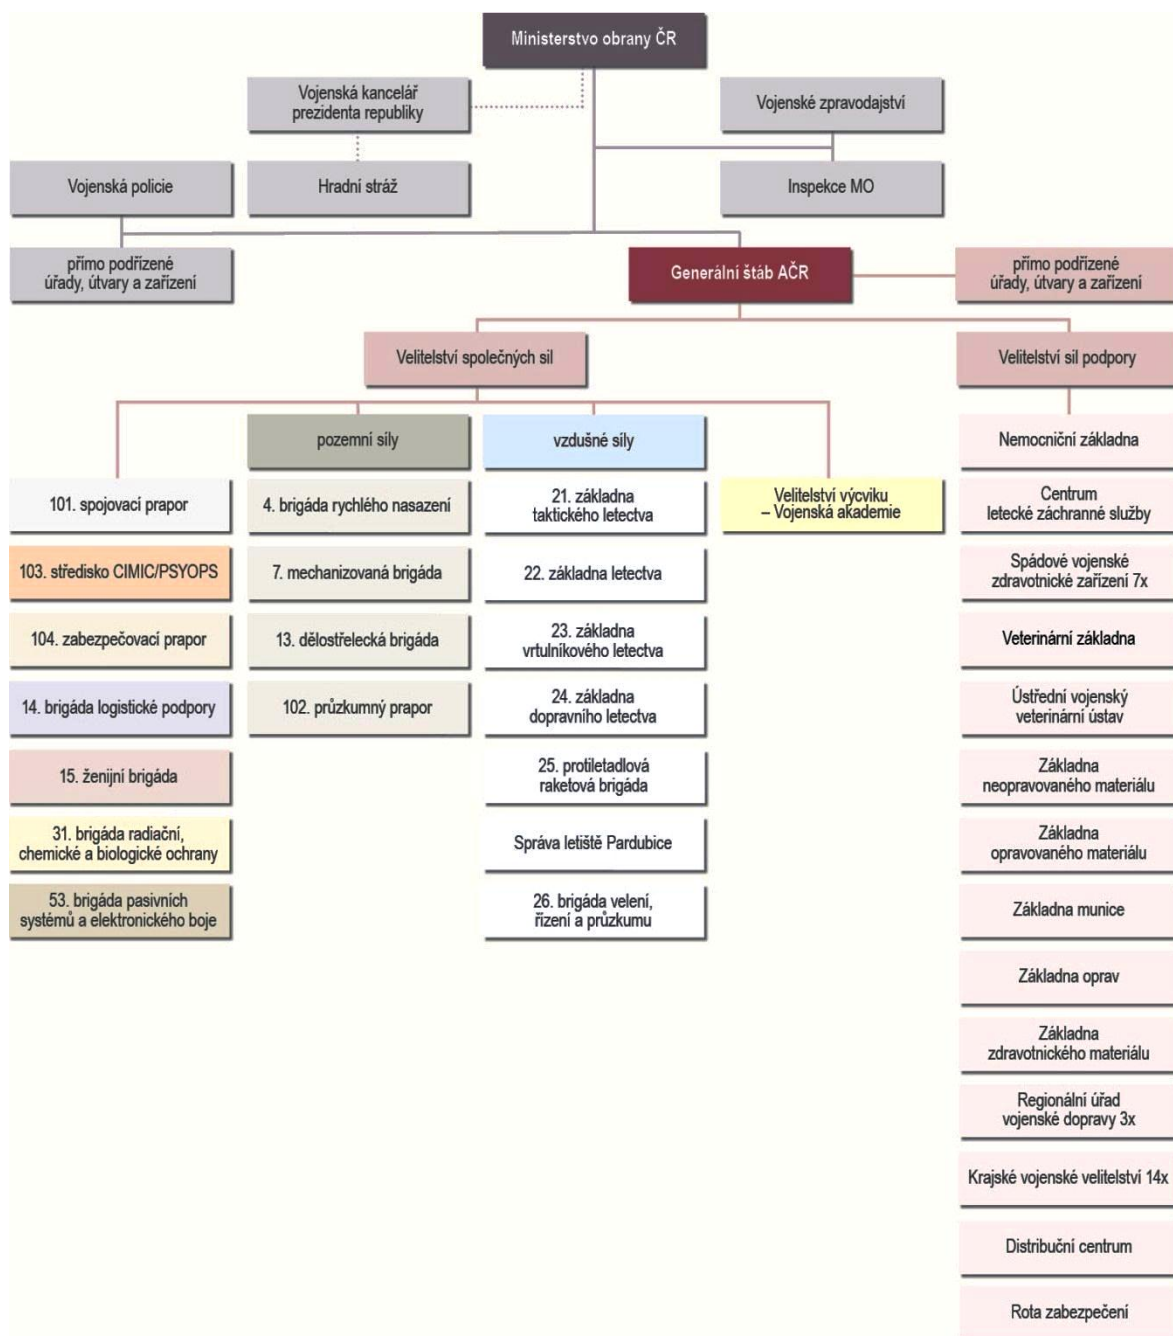 Ministerstvo obrany ČR
Vojenská kancelář
prezidenta republiky
Vojenské zpravodajství
Vojenská policie
Hradní stráž
Inspekce MO
přímo podřízené
úřady, útvary a zařízení
Generální štáb AČR
přímo podřízené
úřady, útvary a zařízení
Velitelství společných sil
Velitelství sil podpory
pozemní síly
vzdušné síly
101. spojovací prapor
103. středisko CIMIC/PSYOPS
104. zabezpečovací prapor
14. brigáda logistické podpory
15. ženijní brigáda
31. brigáda radiační,
chemické a biologické ochrany
53. brigáda pasivních
systémů a elektronického boje
4. brigáda rychlého nasazení
7. mechanizovaná brigáda
13. dělostřelecká brigáda
102. průzkumný prapor
21. základna
taktického letectva
22. základna letectva
23. základna
vrtulníkového letectva
24. základna
dopravního letectva
25. protiletadlová
raketová brigáda
Správa letiště Pardubice
26. brigáda velení,
řízení a průzkumu
Velitelství výcviku
– Vojenská akademie
Nemocniční základna
Centrum
letecké záchranné služby
Spádové vojenské
zdravotnické zařízení 7x
Veterinární základna
Ústřední vojenský
veterinární ústav
Základna
neopravovaného materiálu
Základna
opravovaného materiálu
Základna munice
Základna oprav
Základna
zdravotnického materiálu
Regionální úřad
vojenské dopravy 3x
Krajské vojenské velitelství 14x
Distribuční centrum
Rota zabezpečení